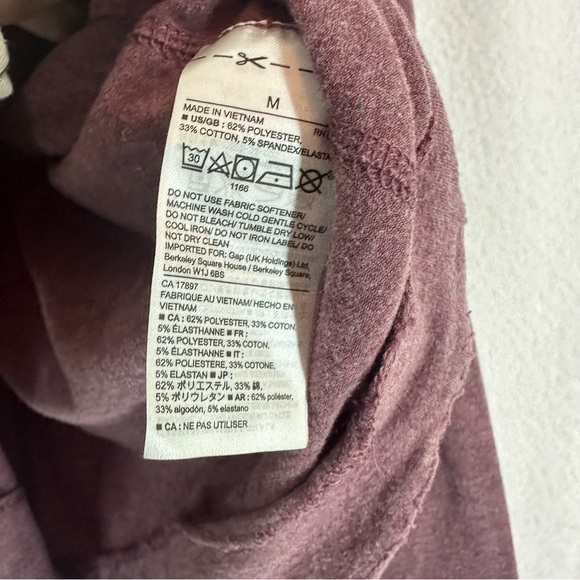 M
MADE IN VIETNAM
■ US/GB : 62% POLYESTER, RN
33% COTTON, 5% SPANDEX/ELASTA
30
1166
DO NOT USE FABRIC SOFTENER/
MACHINE WASH COLD GENTLE CYCLE/
DO NOT BLEACH/ TUMBLE DRY LOW/
COOL IRON/ DO NOT IRON LABEL/ DO
NOT DRY CLEAN
IMPORTED FOR: Gap (UK Holdings) Ltd,
Berkeley Square House / Berkeley Square,
London W1J 6BS
CA 17897
FABRIQUE AU VIETNAM/ HECHO EN
VIETNAM
■ CA : 62% POLYESTER, 33% COTON,
5% ÉLASTHANNE ■ FR :
62% POLYESTER, 33% COTON,
5% ÉLASTHANNE ■ IT :
62% POLIESTERE, 33% COTONE,
5% ELASTAN ■ JP :
62% ポリエステル, 33% 綿,
5% ポリウレタン ■ AR : 62% poliéster,
33% algodón, 5% elastano
■ CA : NE PAS UTILISER